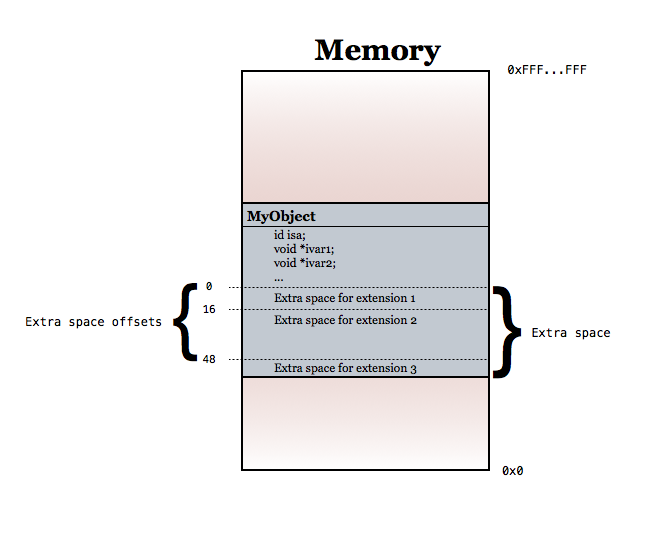 Memory
0xFFF...FFF
MyObject
id isa;
void *ivar1;
void *ivar2;
...
0
Extra space for extension 1
16
Extra space for extension 2
Extra space offsets
Extra space
48
Extra space for extension 3
0x0